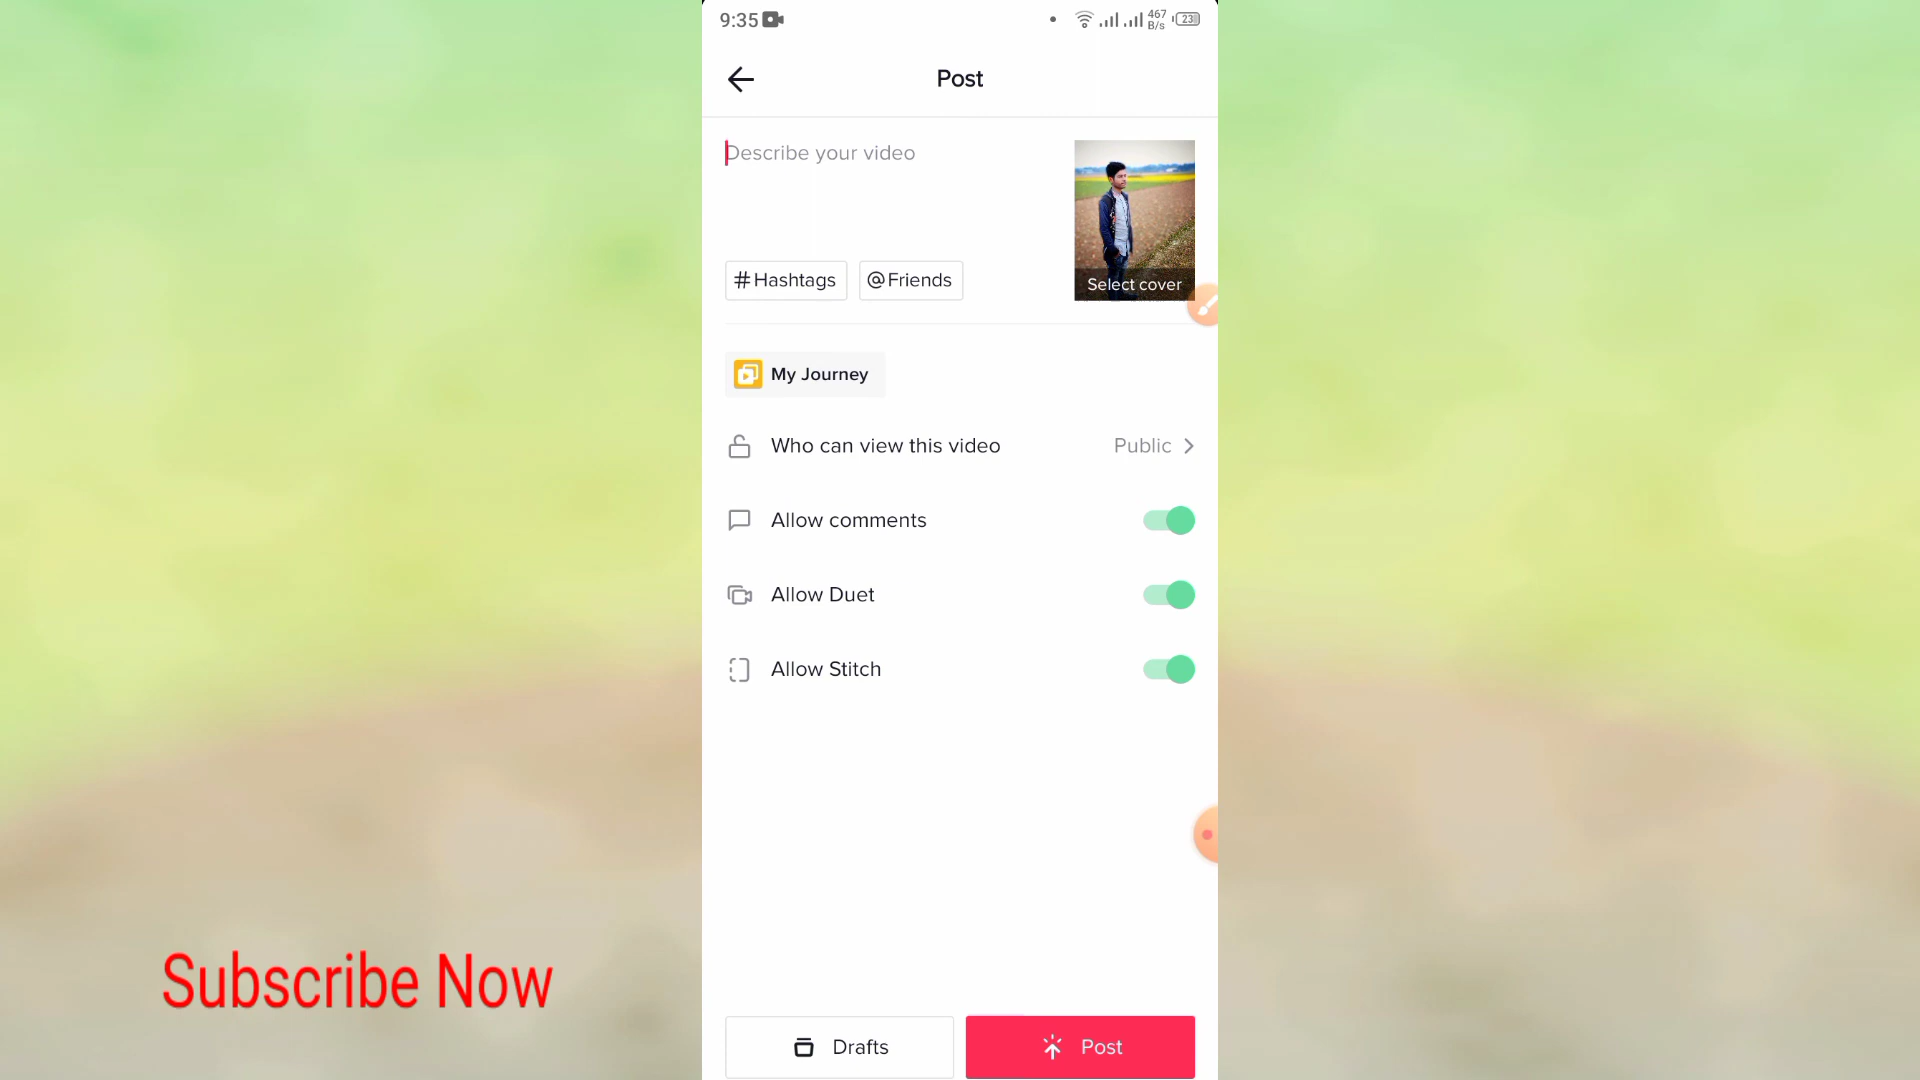 9:35
467
B/s
23
Post
Describe your video
#Hashtags
@Friends
Select cover
My Journey
Who can view this video
Public
Allow comments
Allow Duet
Allow Stitch
Subscribe Now
Drafts
Post